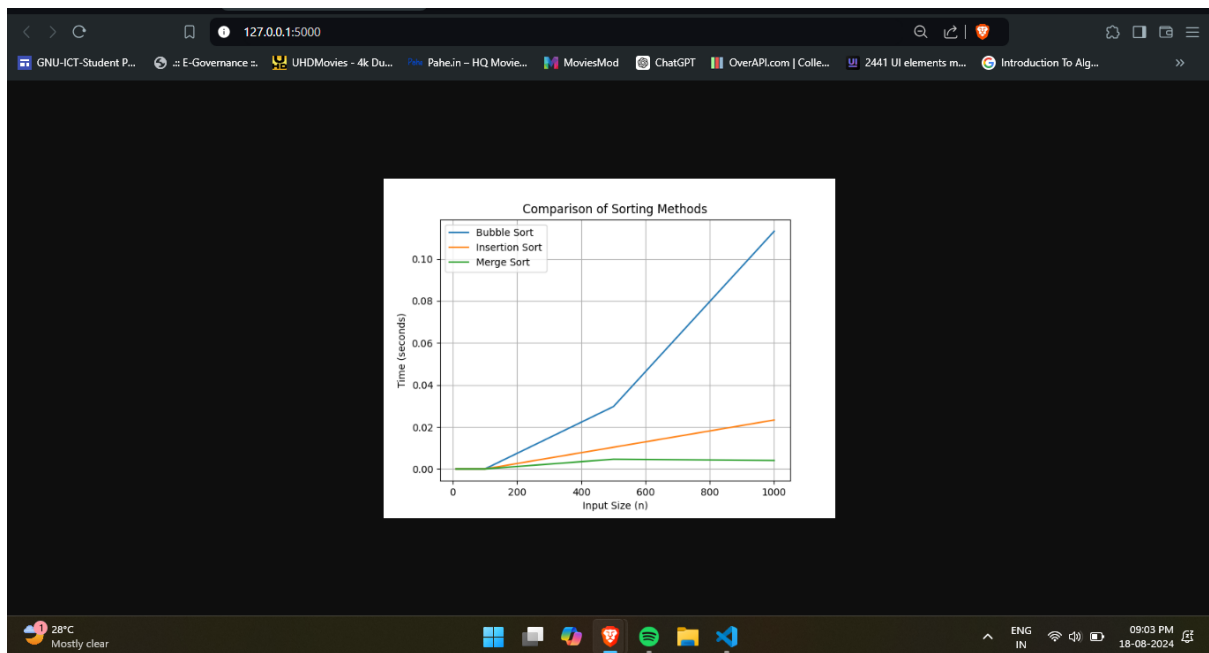 127.0.0.1:5000
GNU-ICT-Student P...
.:: E-Governance ::.
UHDMovies - 4k Du...
Pahe.in – HQ Movie...
MoviesMod
ChatGPT
OverAPI.com | Colle...
UI 2441 UI elements m...
Introduction To Alg...
»
Comparison of Sorting Methods
Bubble Sort
Insertion Sort
Merge Sort
Time (seconds)
0.10
0.08
0.06
0.04
0.02
0.00
0 200 400 600 800 1000
Input Size (n)
1
28°C
Mostly clear
ENG
IN
09:03 PM
18-08-2024